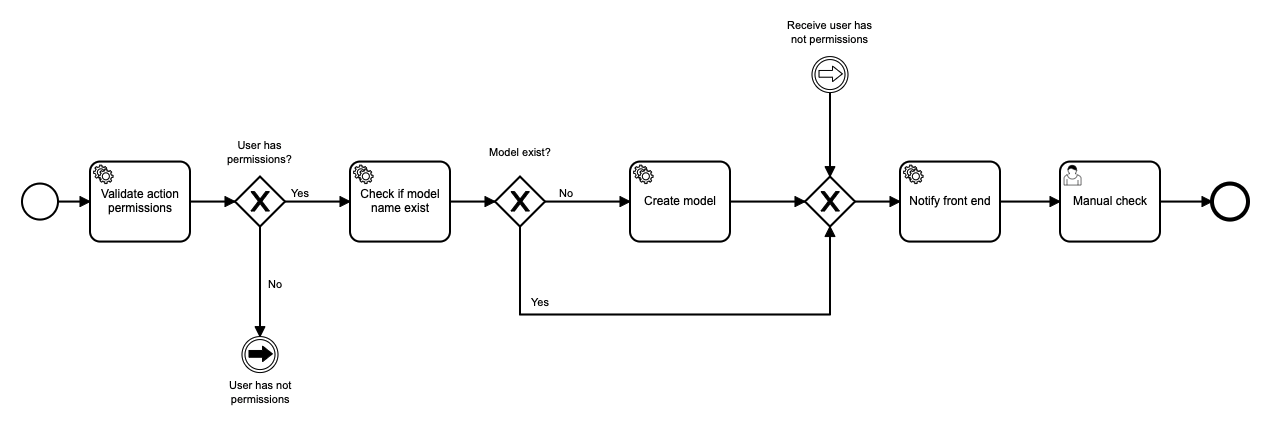 Receive user has
not permissions
User has
permissions?
Model exist?
Validate action
permissions
Yes
Check if model
name exist
No
Create model
Notify front end
Manual check
No
Yes
User has not
permissions